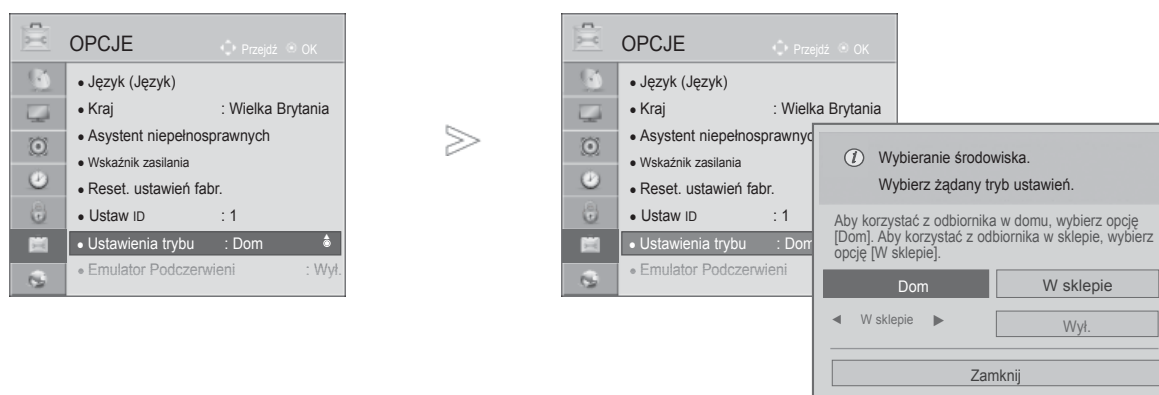 OPCJE
Przejdź OK
• Język (Język)
• Kraj : Wielka Brytania
• Asystent niepełnosprawnych
• Wskaźnik zasilania
• Reset. ustawień fabr.
• Ustaw ID : 1
• Ustawienia trybu : Dom
• Emulator Podczerwieni : Wył.
OPCJE
Przejdź OK
• Język (Język)
• Kraj : Wielka Brytania
• Asystent niepełnosprawnyc
• Wskaźnik zasilania
• Reset. ustawień fabr.
• Ustaw ID : 1
• Ustawienia trybu : Dom
• Emulator Podczerwieni
i Wybieranie środowiska.
Wybierz żądany tryb ustawień.
Aby korzystać z odbiornika w domu, wybierz opcję
[Dom]. Aby korzystać z odbiornika w sklepie, wybierz
opcję [W sklepie].
Dom W sklepie
◄ W sklepie ► Wył.
Zamknij